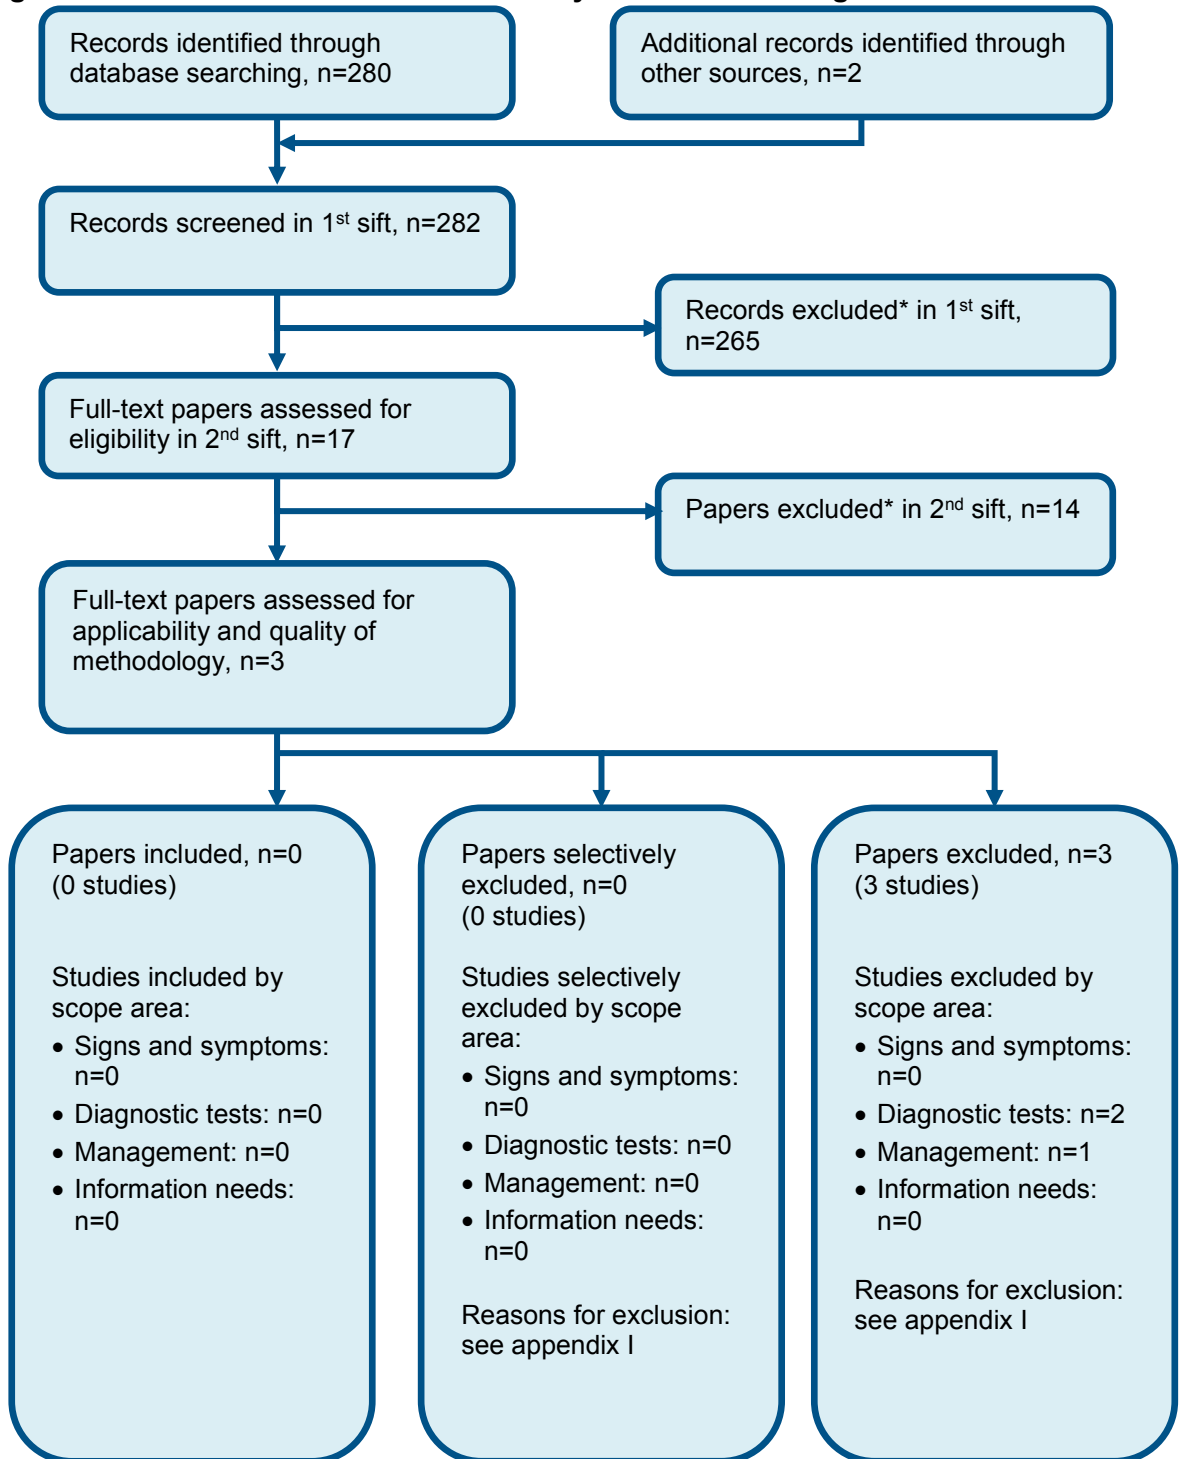 Records identified through
database searching, n=280
Additional records identified through
other sources, n=2
Records screened in 1st sift, n=282
Records excluded* in 1st sift,
n=265
Full-text papers assessed for
eligibility in 2nd sift, n=17
Papers excluded* in 2nd sift, n=14
Full-text papers assessed for
applicability and quality of
methodology, n=3
Papers included, n=0
(0 studies)
Studies included by
scope area:
• Signs and symptoms:
n=0
• Diagnostic tests: n=0
• Management: n=0
• Information needs:
n=0
Papers selectively
excluded, n=0
(0 studies)
Studies selectively
excluded by scope
area:
• Signs and symptoms:
n=0
• Diagnostic tests: n=0
• Management: n=0
• Information needs:
n=0
Reasons for exclusion:
see appendix I
Papers excluded, n=3
(3 studies)
Studies excluded by
scope area:
• Signs and symptoms:
n=0
• Diagnostic tests: n=2
• Management: n=1
• Information needs:
n=0
Reasons for exclusion:
see appendix I